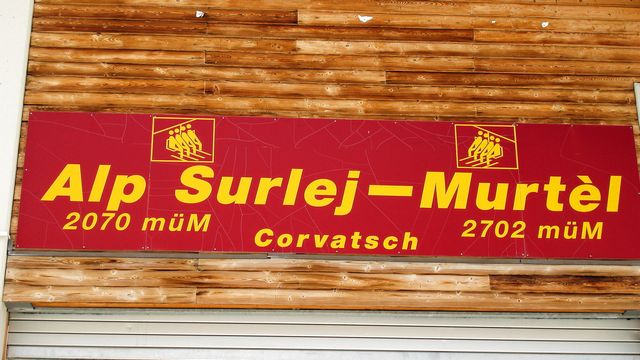 Alp Surlej—Murtèl
2070 müM 2702 müM
Corvatsch